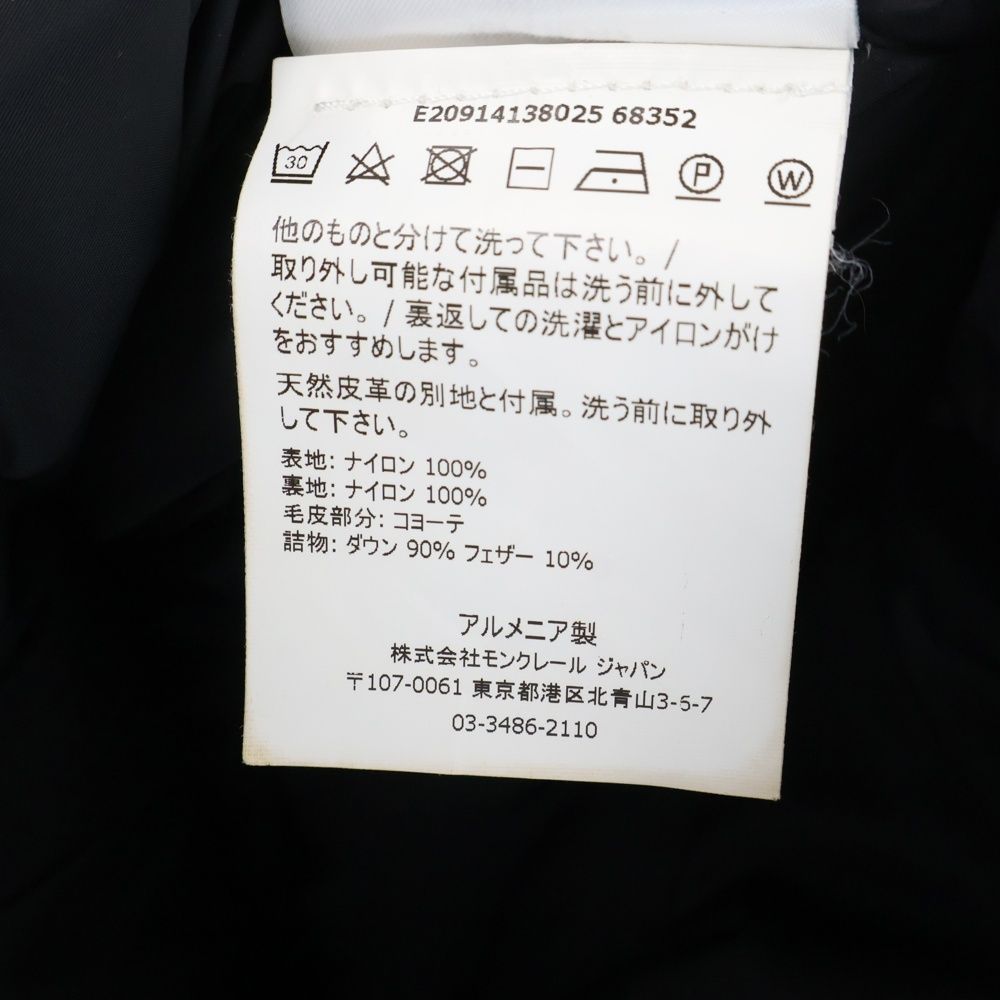 E20914138025 68352
30
P
W
他のものと分けて洗って下さい。/
取り外し可能な付属品は洗う前に外して
ください。/ 裏返しての洗濯とアイロンがけ
をおすすめします。
天然皮革の別地と付属。洗う前に取り外
して下さい。
表地: ナイロン 100%
裏地: ナイロン 100%
毛皮部分: コヨーテ
詰物: ダウン 90% フェザー 10%
アルメニア製
株式会社モンクレール ジャパン
〒107-0061 東京都港区北青山3-5-7
03-3486-2110